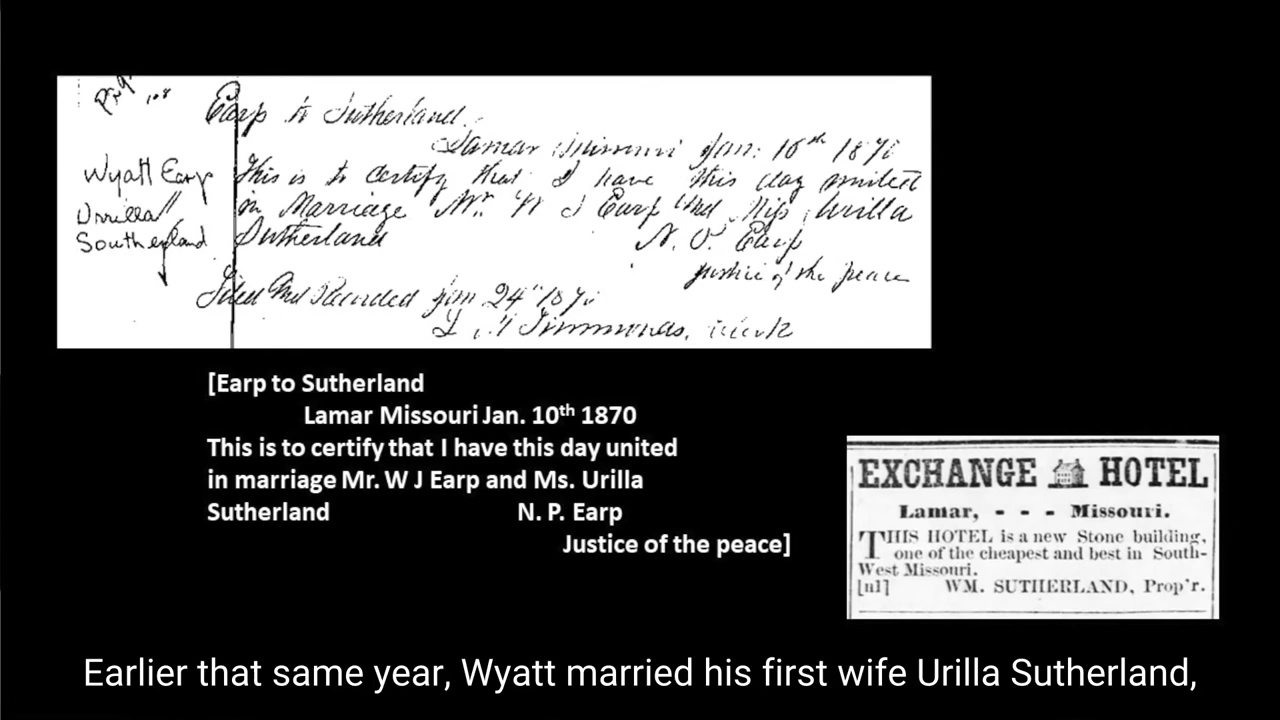 Earp to Sutherland
Lamar Missouri Jan. 10th 1870
Wyatt Earp
This is to certify that I have this day united
Urrilla
in Marriage Mr. W J Earp And Miss Urilla
Southerland
Sutherland
N. P. Earp
justice of the peace
Filed And Recorded Jan 24th 1870
[Earp to Sutherland
Lamar Missouri Jan. 10th 1870
This is to certify that I have this day united
in marriage Mr. W J Earp and Ms. Urilla
Sutherland N. P. Earp
Justice of the peace]
EXCHANGE HOTEL
Lamar, - - - Missouri.
THIS HOTEL is a new Stone building,
one of the cheapest and best in South-
West Missouri.
[nl] WM. SUTHERLAND, Prop'r.
Earlier that same year, Wyatt married his first wife Urilla Sutherland,